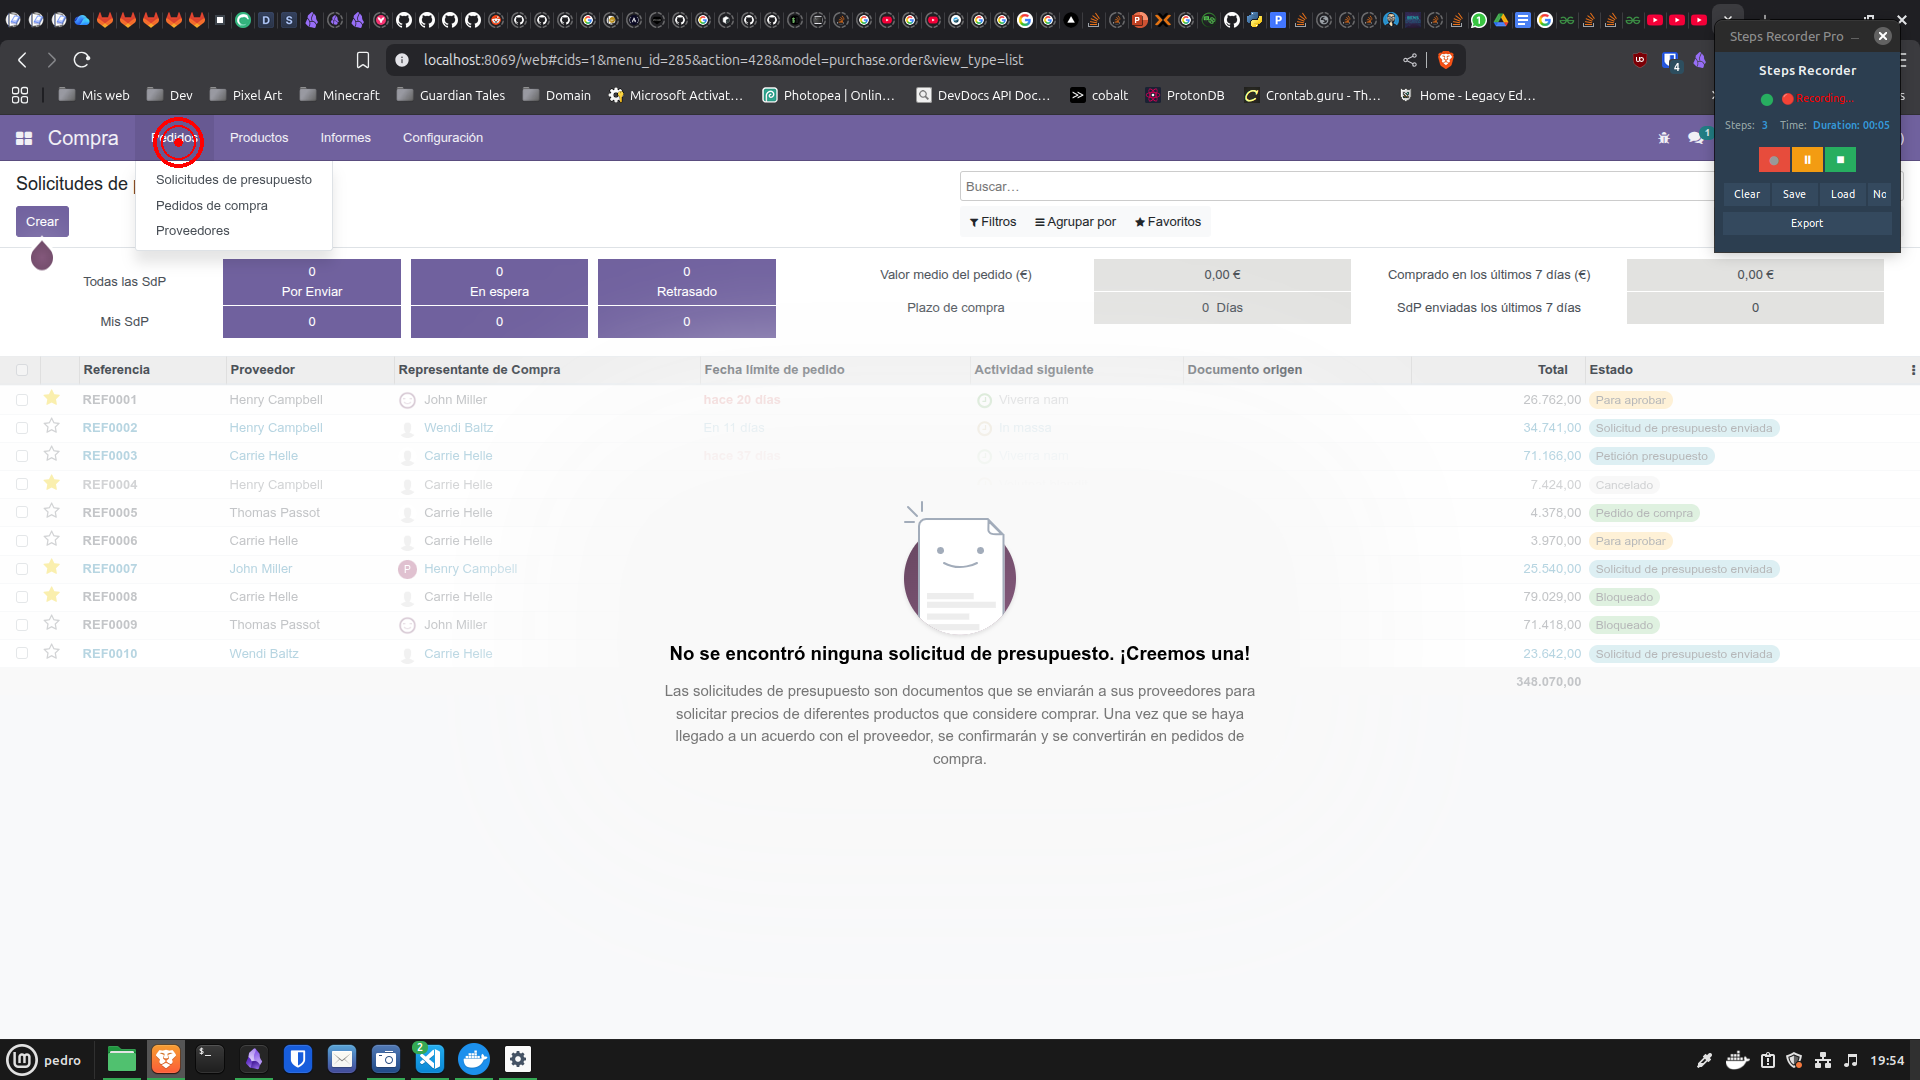 Steps Recorder Pro
localhost:8069/web#cids=1&menu_id=285&action=428&model=purchase.order&view_type=list
Steps Recorder
Mis web
Dev
Pixel Art
Minecraft
Guardian Tales
Domain
Microsoft Activat...
Photopea | Onlin...
DevDocs API Doc...
cobalt
ProtonDB
Crontab.guru - Th...
Home - Legacy Ed...
Recording...
Steps: 3 Time: Duration: 00:05
Compra
Pedidos
Productos
Informes
Configuración
1
Clear
Save
Load
No
Export
Solicitudes de presupuesto
Pedidos de compra
Proveedores
Solicitudes de p
Buscar...
Crear
Filtros
Agrupar por
Favoritos
Todas las SdP
0
Por Enviar
0
En espera
0
Retrasado
Mis SdP
0
0
0
Valor medio del pedido (€)
0,00 €
Comprado en los últimos 7 días (€)
0,00 €
Plazo de compra
0 Días
SdP enviadas los últimos 7 días
0
Referencia Proveedor Representante de Compra Fecha límite de pedido Actividad siguiente Documento origen Total Estado
REF0001 Henry Campbell John Miller hace 20 días Viverra nam 26.762,00 Para aprobar
REF0002 Henry Campbell Wendi Baltz En 11 días In massa 34.741,00 Solicitud de presupuesto enviada
REF0003 Carrie Helle Carrie Helle hace 37 días Viverra nam 71.166,00 Petición presupuesto
REF0004 Henry Campbell Carrie Helle 7.424,00 Cancelado
REF0005 Thomas Passot Carrie Helle 4.378,00 Pedido de compra
REF0006 Carrie Helle Carrie Helle 3.970,00 Para aprobar
REF0007 John Miller P Henry Campbell 25.540,00 Solicitud de presupuesto enviada
REF0008 Carrie Helle Carrie Helle 79.029,00 Bloqueado
REF0009 Thomas Passot John Miller 71.418,00 Bloqueado
REF0010 Wendi Baltz Carrie Helle 23.642,00 Solicitud de presupuesto enviada
348.070,00
No se encontró ninguna solicitud de presupuesto. ¡Creemos una!
Las solicitudes de presupuesto son documentos que se enviarán a sus proveedores para
solicitar precios de diferentes productos que considere comprar. Una vez que se haya
llegado a un acuerdo con el proveedor, se confirmarán y se convertirán en pedidos de
compra.
pedro
2
19:54